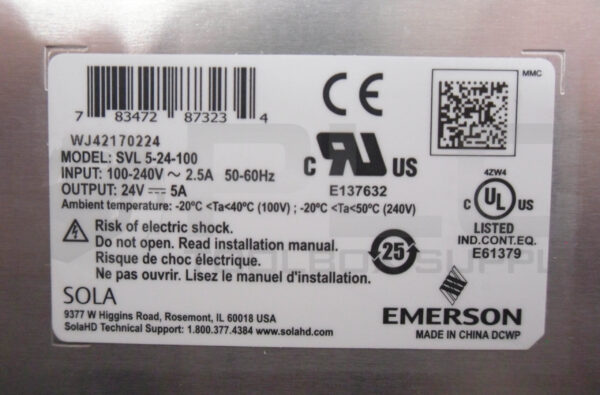 7 83472 87323 4
WJ42170224
MODEL: SVL 5-24-100
INPUT: 100-240V ~ 2.5A 50-60Hz
OUTPUT: 24V ⎓ 5A
Ambient temperature: -20°C <Ta<40°C (100V) ; -20°C <Ta<50°C (240V)
Risk of electric shock.
Do not open. Read installation manual.
Risque de choc électrique.
Ne pas ouvrir. Lisez le manuel d'installation.
SOLA
9377 W Higgins Road, Rosemont, IL 60018 USA
SolaHD Technical Support: 1.800.377.4384 www.solahd.com
CE
C RU US
E137632
25
MMC
4ZW4
C UL US
LISTED
IND.CONT.EQ.
E61379
EMERSON
MADE IN CHINA DCWP